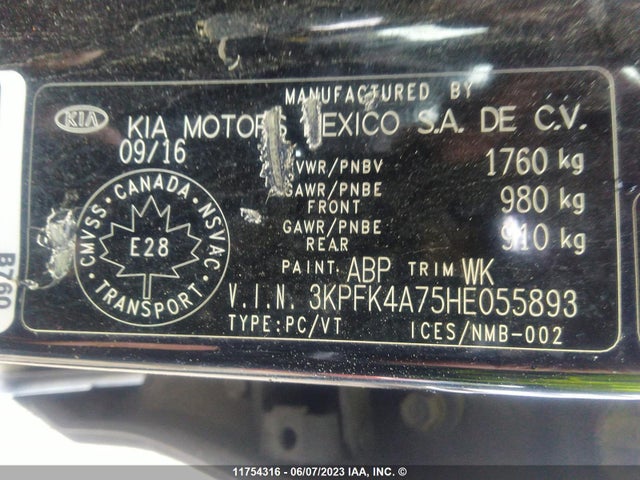 MANUFACTURED BY
KIA KIA MOTORS MEXICO S.A. DE C.V.
09/16
GVWR/PNBV 1760 kg
GAWR/PNBE FRONT 980 kg
GAWR/PNBE REAR 910 kg
CMVSS · CANADA · NSVAC
E28
TRANSPORT
PAINT ABP TRIM WK
V.I.N. 3KPFK4A75HE055893
TYPE:PC/VT ICES/NMB-002
B760
11754316 - 06/07/2023 IAA, INC. ©